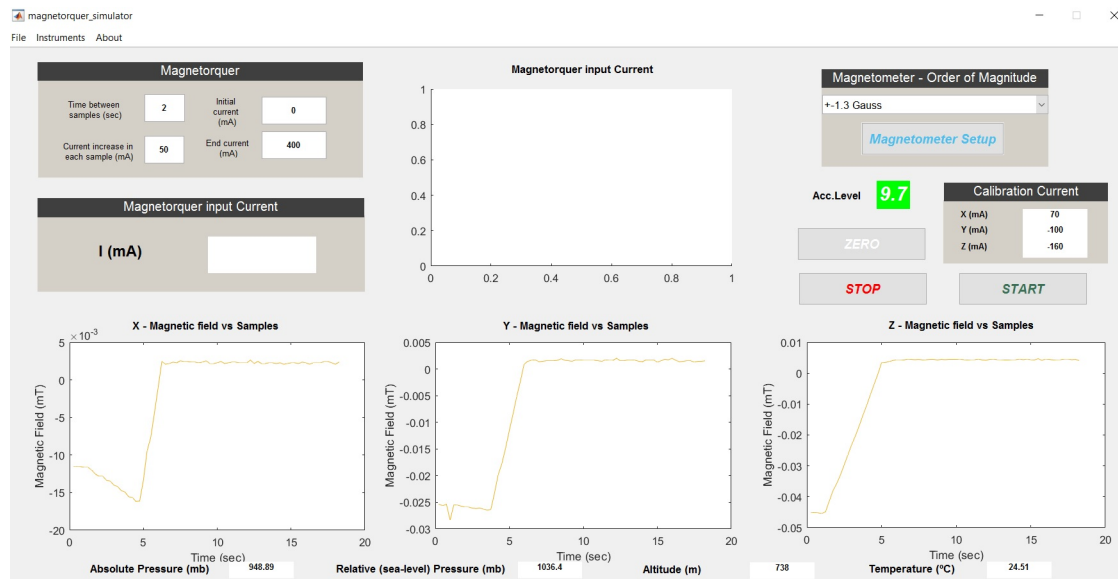 magnetorquer_simulator
File Instruments About
Magnetorquer
Time between
samples (sec)
2
Initial
current
(mA)
0
Current increase in
each sample (mA)
50
End current
(mA)
400
Magnetorquer input Current
I (mA)
Magnetorquer input Current
1
0.8
0.6
0.4
0.2
0
0 0.2 0.4 0.6 0.8 1
Magnetometer - Order of Magnitude
+-1.3 Gauss
Magnetometer Setup
Acc.Level 9.7
Calibration Current
X (mA) 70
Y (mA) -100
Z (mA) -160
ZERO
STOP
START
X - Magnetic field vs Samples
× 10-3
5
0
-5
-10
-15
-20
Magnetic Field (mT)
0 5 10 15 20
Time (sec)
Y - Magnetic field vs Samples
0.005
0
-0.005
-0.01
-0.015
-0.02
-0.025
-0.03
Magnetic Field (mT)
0 5 10 15 20
Time (sec)
Z - Magnetic field vs Samples
0.01
0
-0.01
-0.02
-0.03
-0.04
-0.05
Magnetic Field (mT)
0 5 10 15 20
Time (sec)
Absolute Pressure (mb) 948.89
Relative (sea-level) Pressure (mb) 1036.4
Altitude (m) 738
Temperature (ºC) 24.51